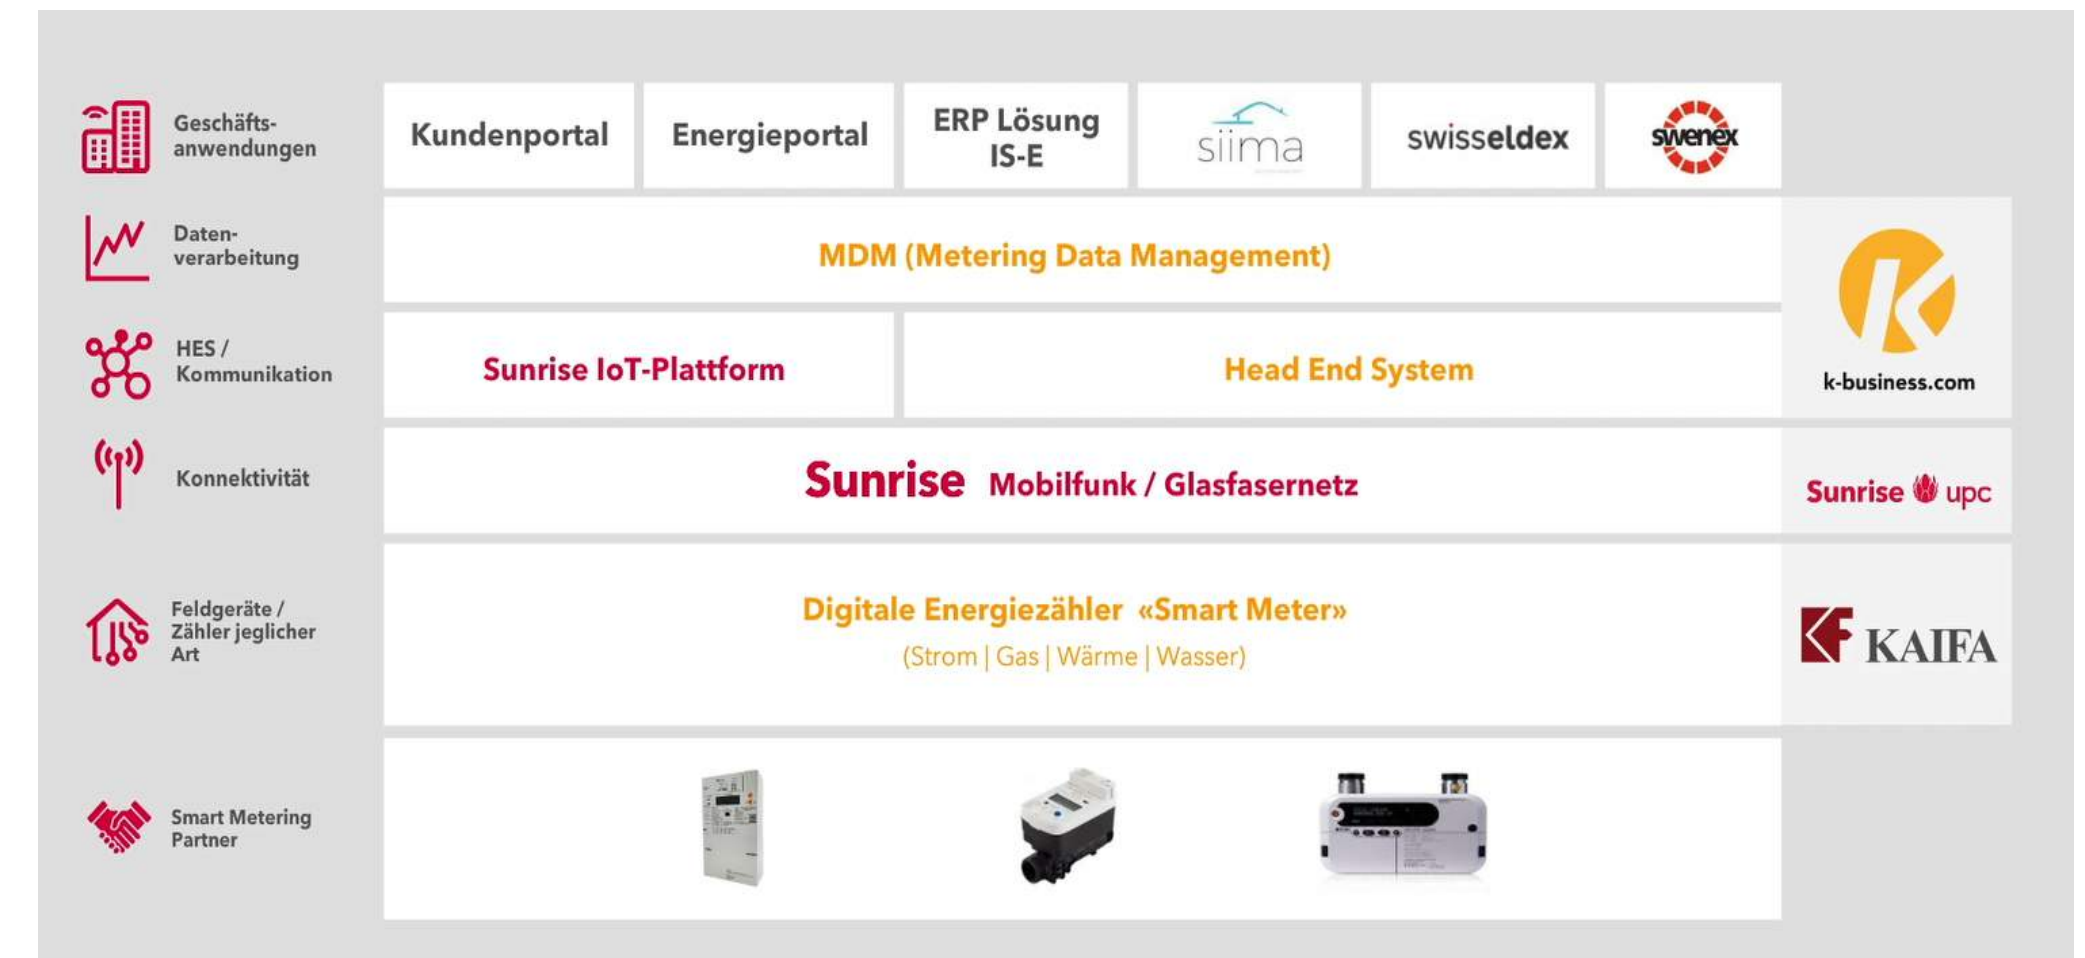 Geschäfts-
anwendungen
Kundenportal
Energieportal
ERP Lösung
IS-E
siima
swisseldex
swenex
Daten-
verarbeitung
MDM (Metering Data Management)
k-business.com
HES /
Kommunikation
Sunrise IoT-Plattform
Head End System
Konnektivität
Sunrise Mobilfunk / Glasfasernetz
Sunrise upc
Feldgeräte /
Zähler jeglicher
Art
Digitale Energiezähler «Smart Meter»
(Strom | Gas | Wärme | Wasser)
KAIFA
Smart Metering
Partner